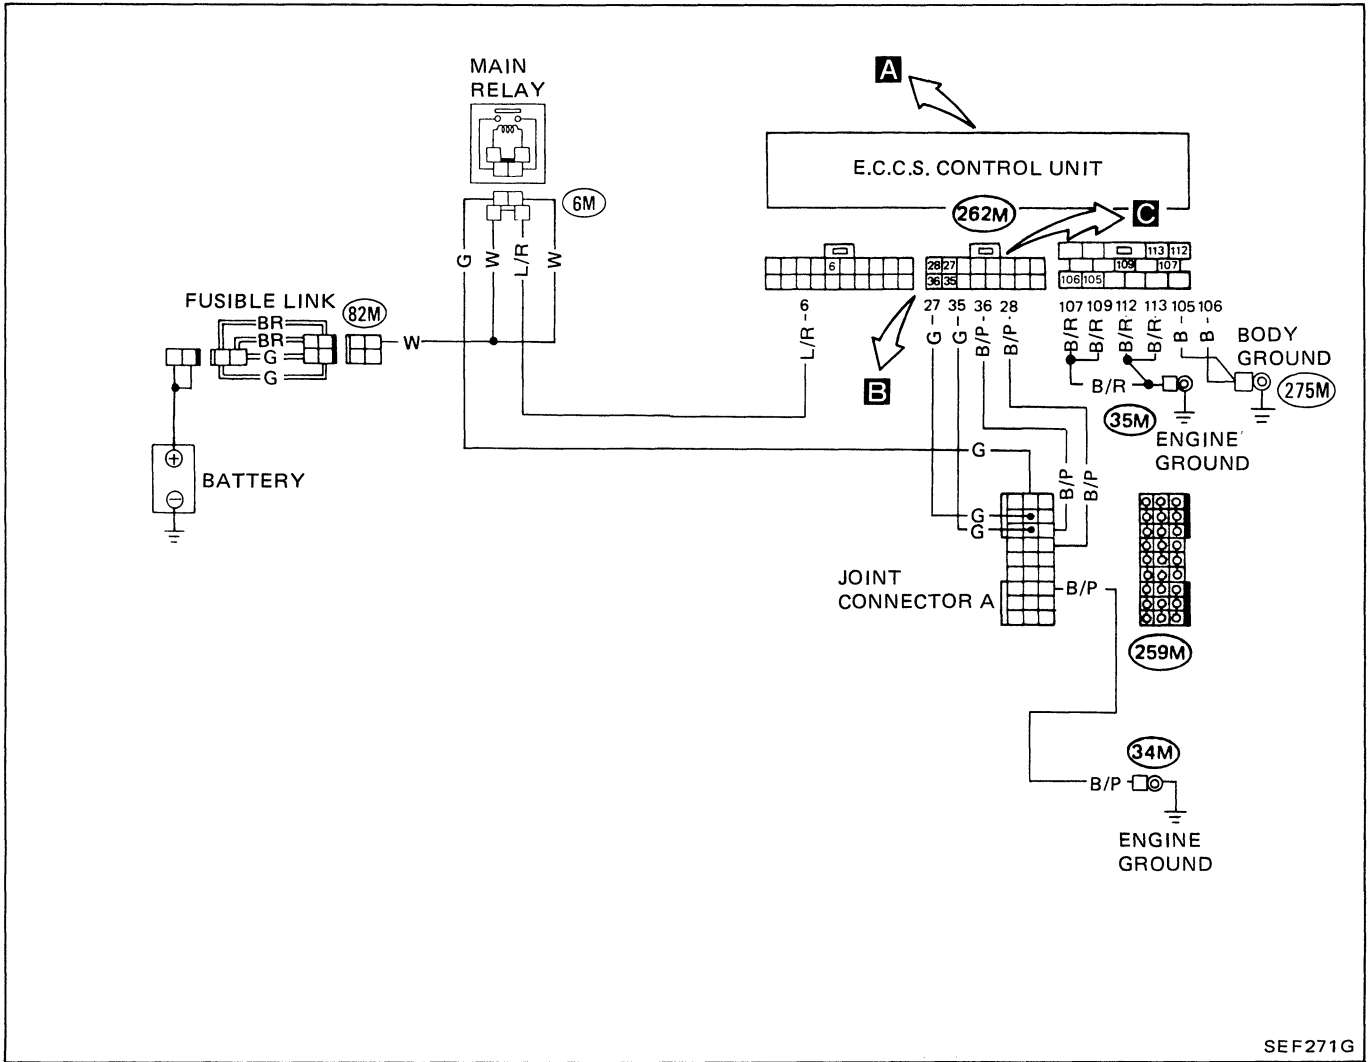 MAIN
RELAY
A
E.C.C.S. CONTROL UNIT
6M
262M
C
G
W
L/R
W
6
28 27
36 35
113 112
109 107
106 105
FUSIBLE LINK
82M
BR
BR
G
G
W
6
27 35 36 28
107 109 112 113 105 106
L/R
G
G
B/P
B/P
B/R
B/R
B/R
B/R
B
B
BODY
GROUND
275M
B
B/R
35M
ENGINE
GROUND
BATTERY
+
−
G
B/P
B/P
G
G
JOINT
CONNECTOR A
B/P
259M
34M
B/P
ENGINE
GROUND
SEF271G